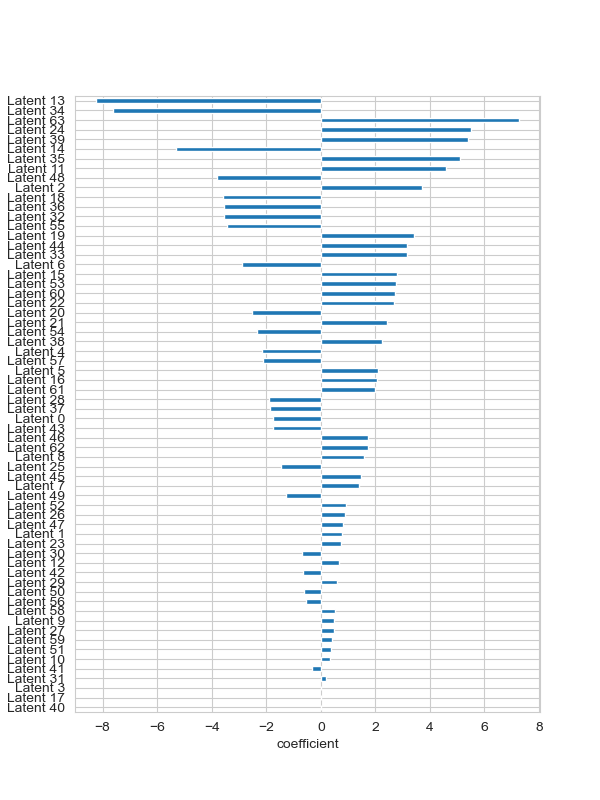 Latent 13
Latent 34
Latent 63
Latent 24
Latent 39
Latent 14
Latent 35
Latent 11
Latent 48
Latent 2
Latent 18
Latent 36
Latent 32
Latent 55
Latent 19
Latent 44
Latent 33
Latent 6
Latent 15
Latent 53
Latent 60
Latent 22
Latent 20
Latent 21
Latent 54
Latent 38
Latent 4
Latent 57
Latent 5
Latent 16
Latent 61
Latent 28
Latent 37
Latent 0
Latent 43
Latent 46
Latent 62
Latent 8
Latent 25
Latent 45
Latent 7
Latent 49
Latent 52
Latent 26
Latent 47
Latent 1
Latent 23
Latent 30
Latent 12
Latent 42
Latent 29
Latent 50
Latent 56
Latent 58
Latent 9
Latent 27
Latent 59
Latent 51
Latent 10
Latent 41
Latent 31
Latent 3
Latent 17
Latent 40
−8 −6 −4 −2 0 2 4 6 8
coefficient